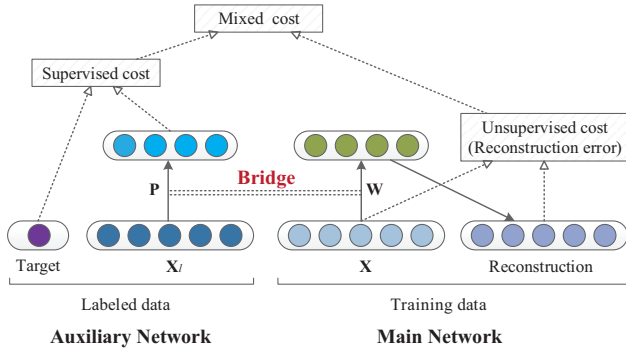 Mixed cost
Supervised cost
Unsupervised cost
(Reconstruction error)
Bridge
P
W
Target
Xl
X
Reconstruction
Labeled data
Training data
Auxiliary Network
Main Network